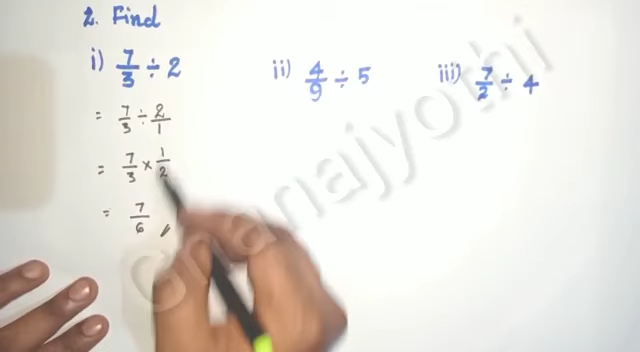 2. Find
i) 7/3 ÷ 2
ii) 4/9 ÷ 5
iii) 7/2 ÷ 4
= 7/3 ÷ 2/1
= 7/3 × 1/2
= 7/6
Gnanajyothi